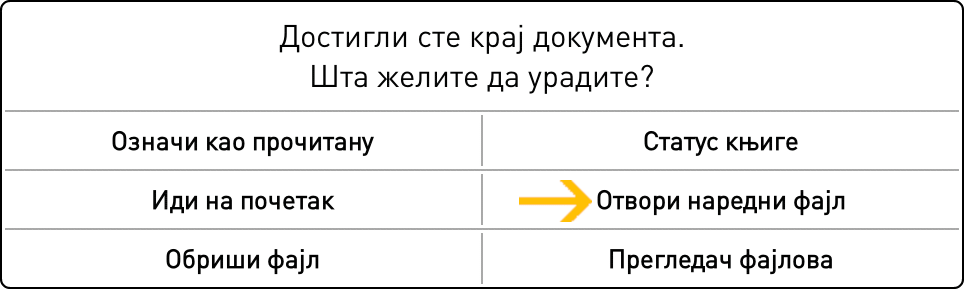 Достигли сте крај документа.
Шта желите да урадите?
Означи као прочитану
Статус књиге
Иди на почетак
Отвори наредни фајл
Обриши фајл
Прегледач фајлова